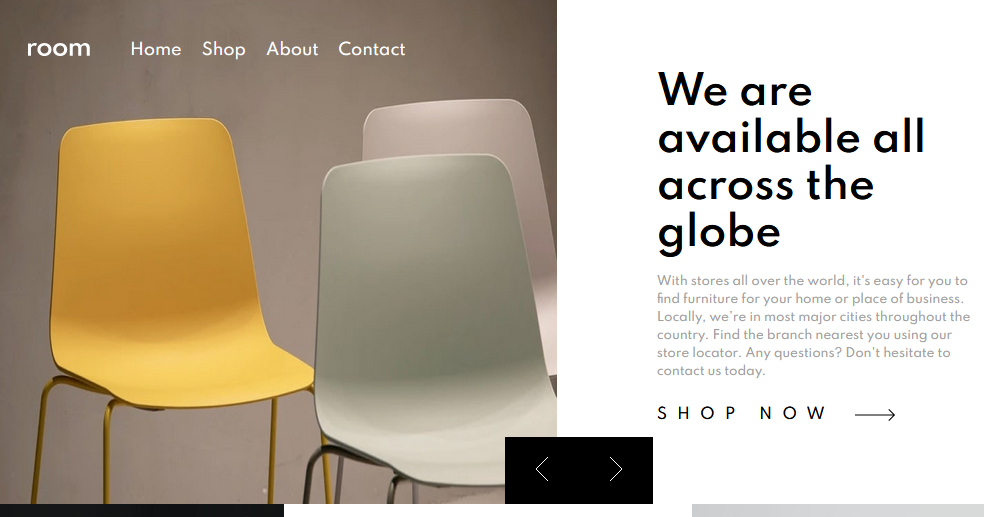 room Home Shop About Contact
We are
available all
across the
globe
With stores all over the world, it's easy for you to
find furniture for your home or place of business.
Locally, we're in most major cities throughout the
country. Find the branch nearest you using our
store locator. Any questions? Don't hesitate to
contact us today.
SHOP NOW